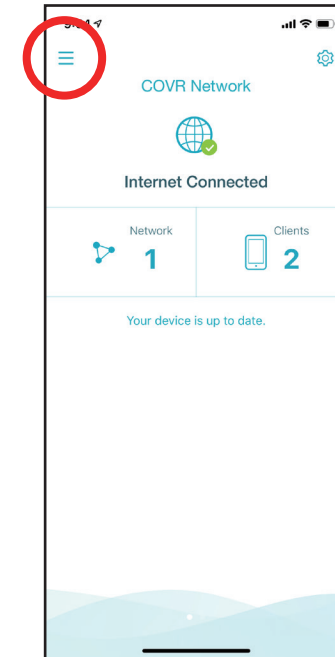 COVR Network
Internet Connected
Network
1
Clients
2
Your device is up to date.